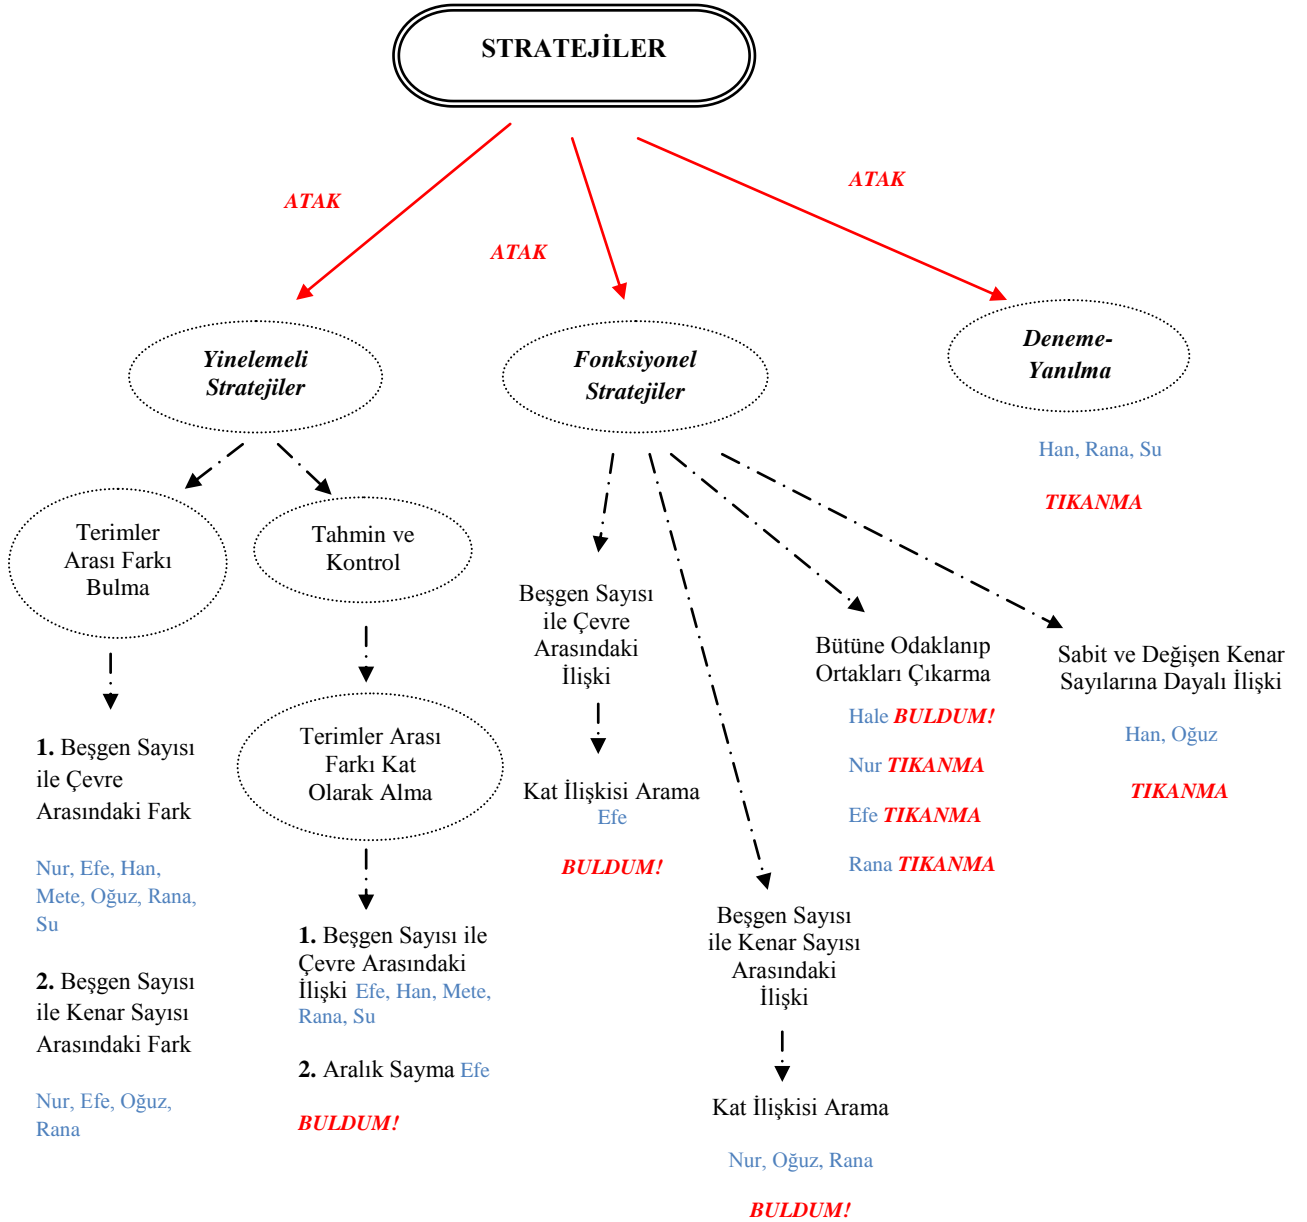 STRATEJİLER
ATAK
ATAK
ATAK
Yinelemeli
Stratejiler
Fonksiyonel
Stratejiler
Deneme-
Yanılma
Han, Rana, Su
TIKANMA
Terimler
Arası Farkı
Bulma
Tahmin ve
Kontrol
1. Beşgen Sayısı
ile Çevre
Arasındaki Fark
Nur, Efe, Han,
Mete, Oğuz, Rana,
Su
2. Beşgen Sayısı
ile Kenar Sayısı
Arasındaki Fark
Nur, Efe, Oğuz,
Rana
Terimler Arası
Farkı Kat
Olarak Alma
1. Beşgen Sayısı ile
Çevre Arasındaki
İlişki Efe, Han, Mete,
Rana, Su
2. Aralık Sayma Efe
BULDUM!
Beşgen Sayısı
ile Çevre
Arasındaki
İlişki
Kat İlişkisi Arama
Efe
BULDUM!
Beşgen Sayısı
ile Kenar Sayısı
Arasındaki
İlişki
Kat İlişkisi Arama
Nur, Oğuz, Rana
BULDUM!
Bütüne Odaklanıp
Ortakları Çıkarma
Hale BULDUM!
Nur TIKANMA
Efe TIKANMA
Rana TIKANMA
Sabit ve Değişen Kenar
Sayılarına Dayalı İlişki
Han, Oğuz
TIKANMA